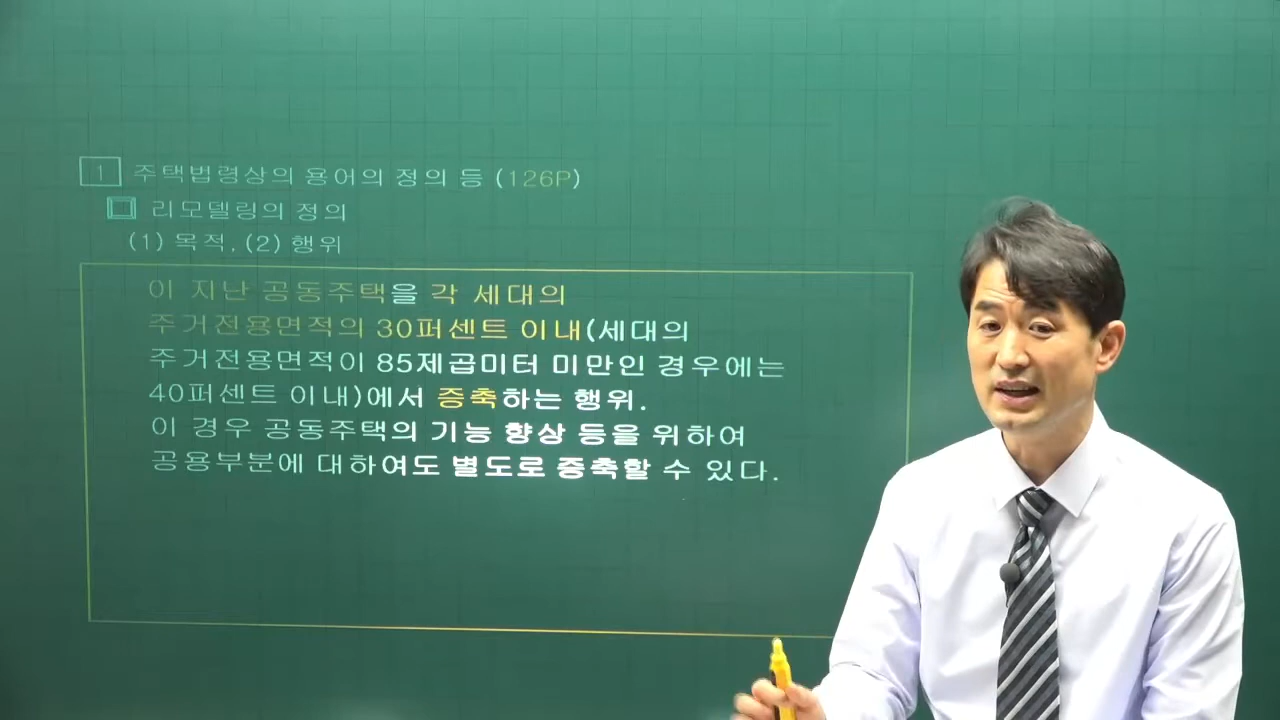 1 주택법령상의 용어의 정의 등 (126P)
리모델링의 정의
(1) 목적, (2) 행위
이 지난 공동주택을 각 세대의
주거전용면적의 30퍼센트 이내(세대의
주거전용면적이 85제곱미터 미만인 경우에는
40퍼센트 이내)에서 증축하는 행위.
이 경우 공동주택의 기능 향상 등을 위하여
공용부분에 대하여도 별도로 증축할 수 있다.